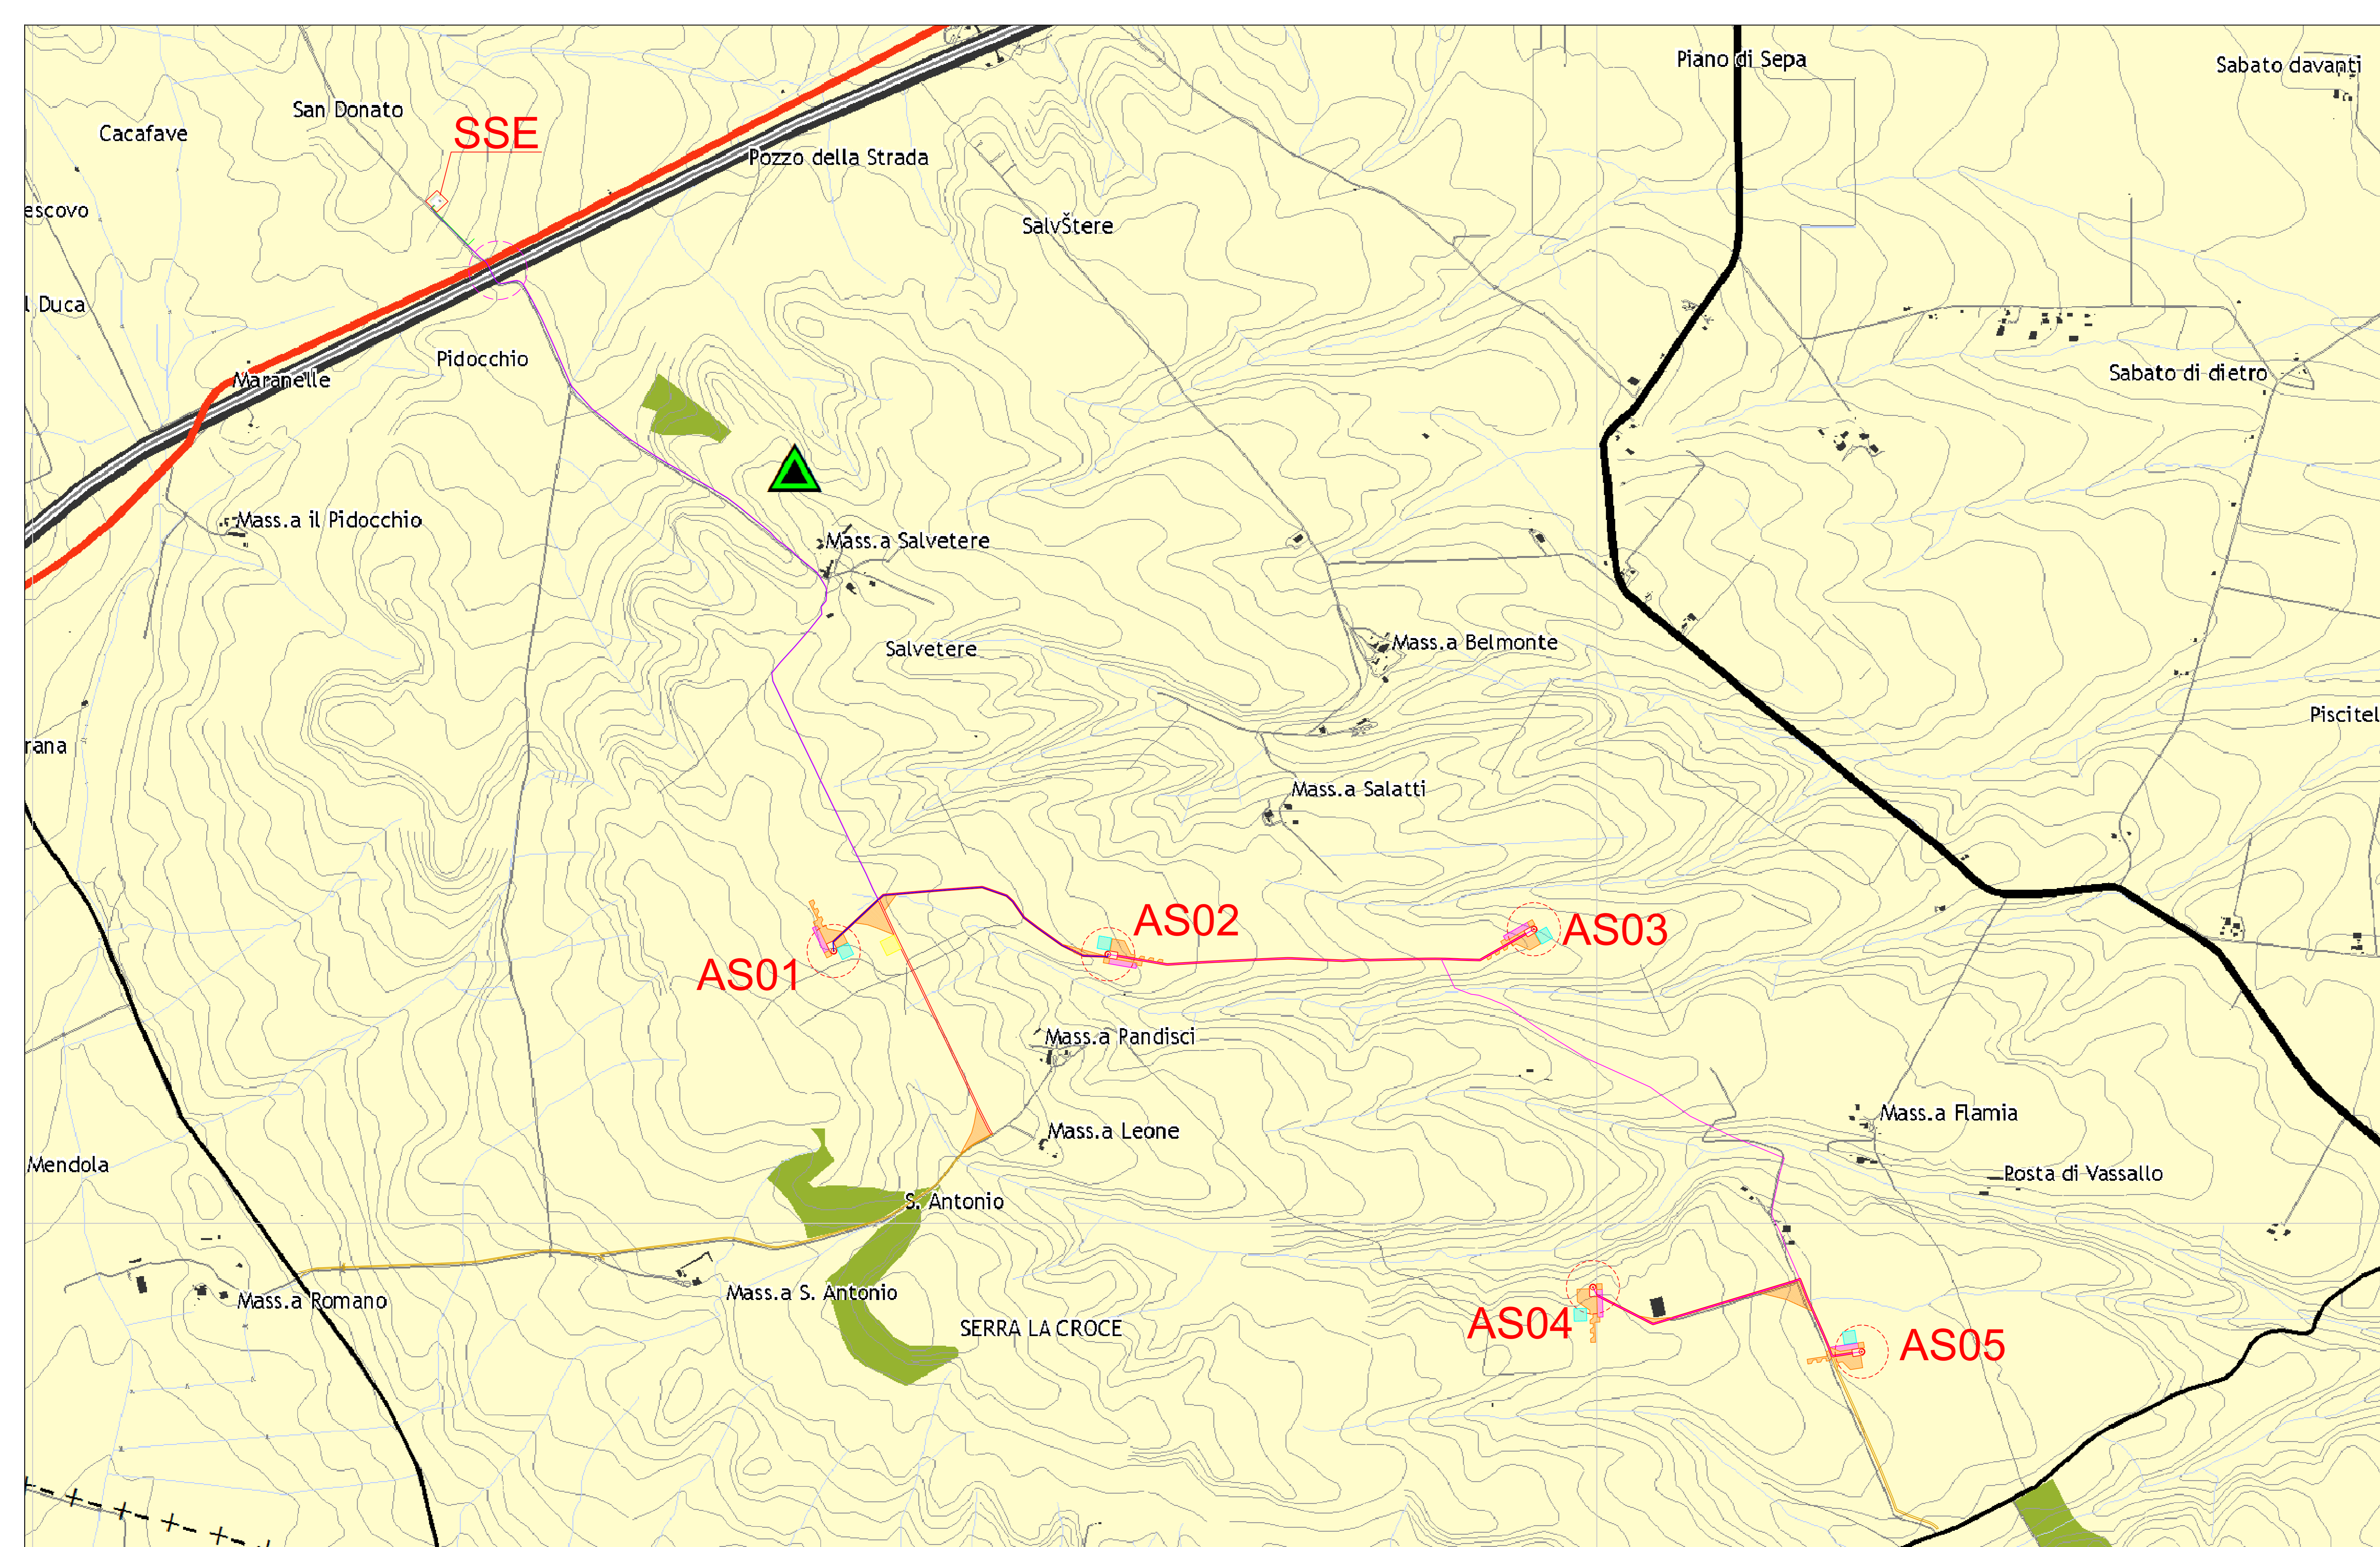 Piano di Sepa
Sabato davanti
San Donato
Cacafave
SSE
Pozzo della Strada
escovo
SalvŠtere
l Duca
Pidocchio
Maranelle
Sabato di dietro
Mass.a il Pidocchio
Mass.a Salvetere
Salvetere
Mass.a Belmonte
Piscitel
rana
Mass.a Salatti
AS02
AS03
AS01
Mass.a Pandisci
Mass.a Leone
Mass.a Flamia
Mendola
Posta di Vassallo
S. Antonio
Mass.a S. Antonio
Mass.a Romano
SERRA LA CROCE
AS04
AS05